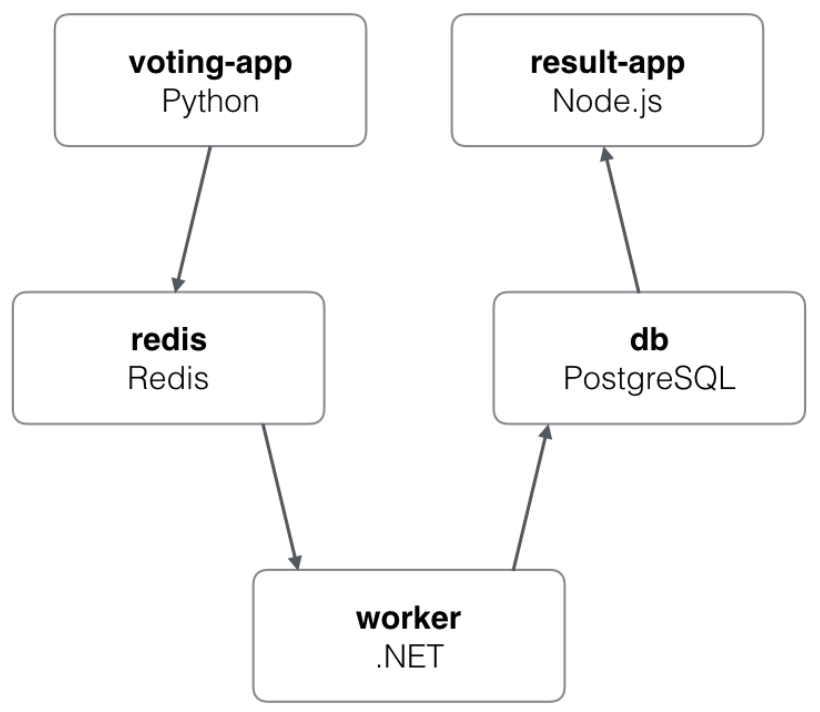 voting-app
Python
result-app
Node.js
redis
Redis
db
PostgreSQL
worker
.NET